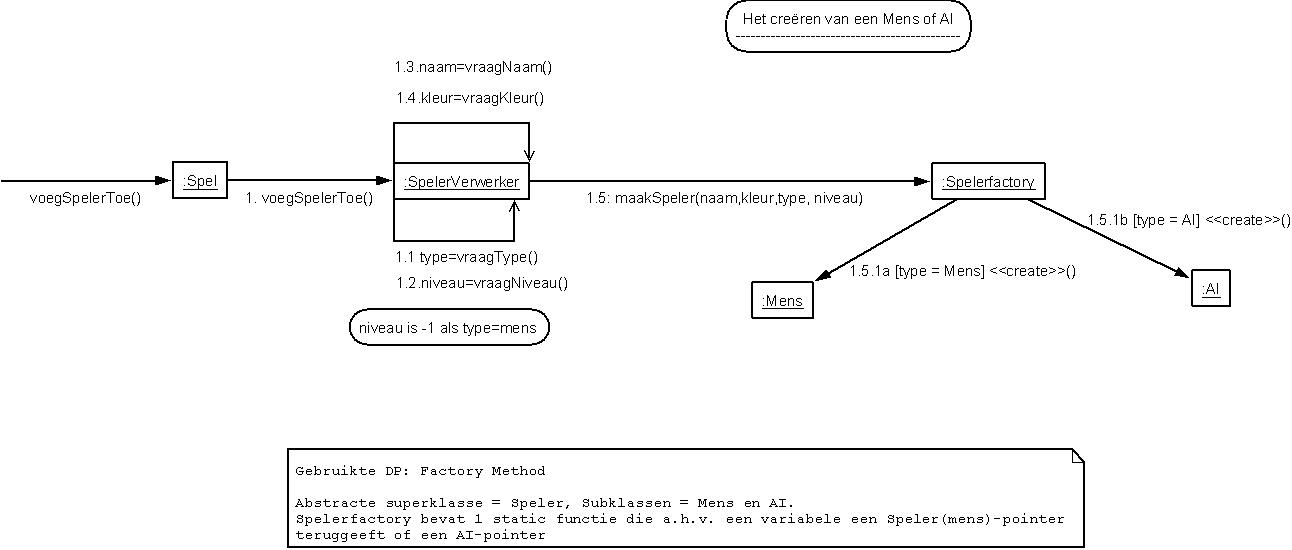 Het creëren van een Mens of AI
1.3.naam=vraagNaam()
1.4.kleur=vraagKleur()
voegSpelerToe()
:Spel
1. voegSpelerToe()
:SpelerVerwerker
1.5: maakSpeler(naam,kleur,type, niveau)
:Spelerfactory
1.1 type=vraagType()
1.2.niveau=vraagNiveau()
1.5.1b [type = AI] <<create>>()
1.5.1a [type = Mens] <<create>>()
:Mens
:AI
niveau is -1 als type=mens
Gebruikte DP: Factory Method
Abstracte superklasse = Speler, Subklassen = Mens en AI.
Spelerfactory bevat 1 static functie die a.h.v. een variabele een Speler(mens)-pointer
teruggeeft of een AI-pointer